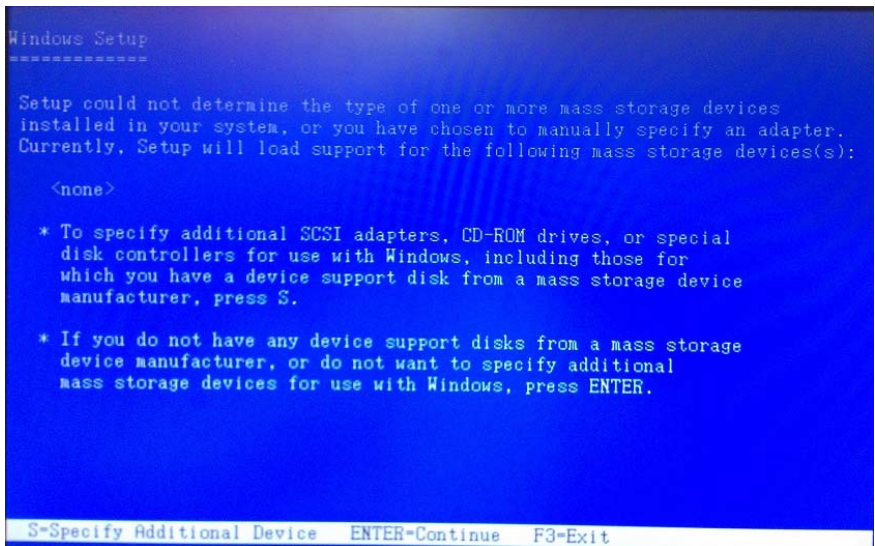 Windows Setup
=============
Setup could not determine the type of one or more mass storage devices
installed in your system, or you have chosen to manually specify an adapter.
Currently, Setup will load support for the following mass storage devices(s):
<none>
* To specify additional SCSI adapters, CD-ROM drives, or special
disk controllers for use with Windows, including those for
which you have a device support disk from a mass storage device
manufacturer, press S.
* If you do not have any device support disks from a mass storage
device manufacturer, or do not want to specify additional
mass storage devices for use with Windows, press ENTER.
S=Specify Additional Device ENTER=Continue F3=Exit